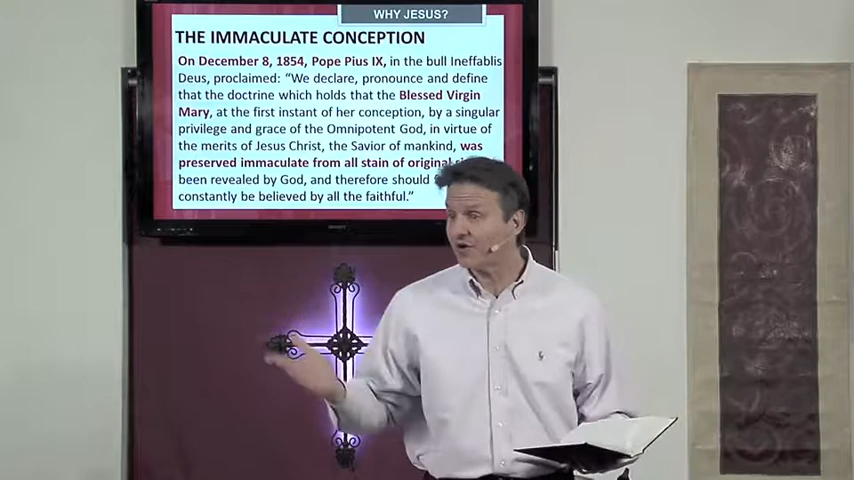 WHY JESUS?
THE IMMACULATE CONCEPTION
On December 8, 1854, Pope Pius IX, in the bull Ineffablis
Deus, proclaimed: “We declare, pronounce and define
that the doctrine which holds that the Blessed Virgin
Mary, at the first instant of her conception, by a singular
privilege and grace of the Omnipotent God, in virtue of
the merits of Jesus Christ, the Savior of mankind, was
preserved immaculate from all stain of original
been revealed by God, and therefore should
constantly be believed by all the faithful.”